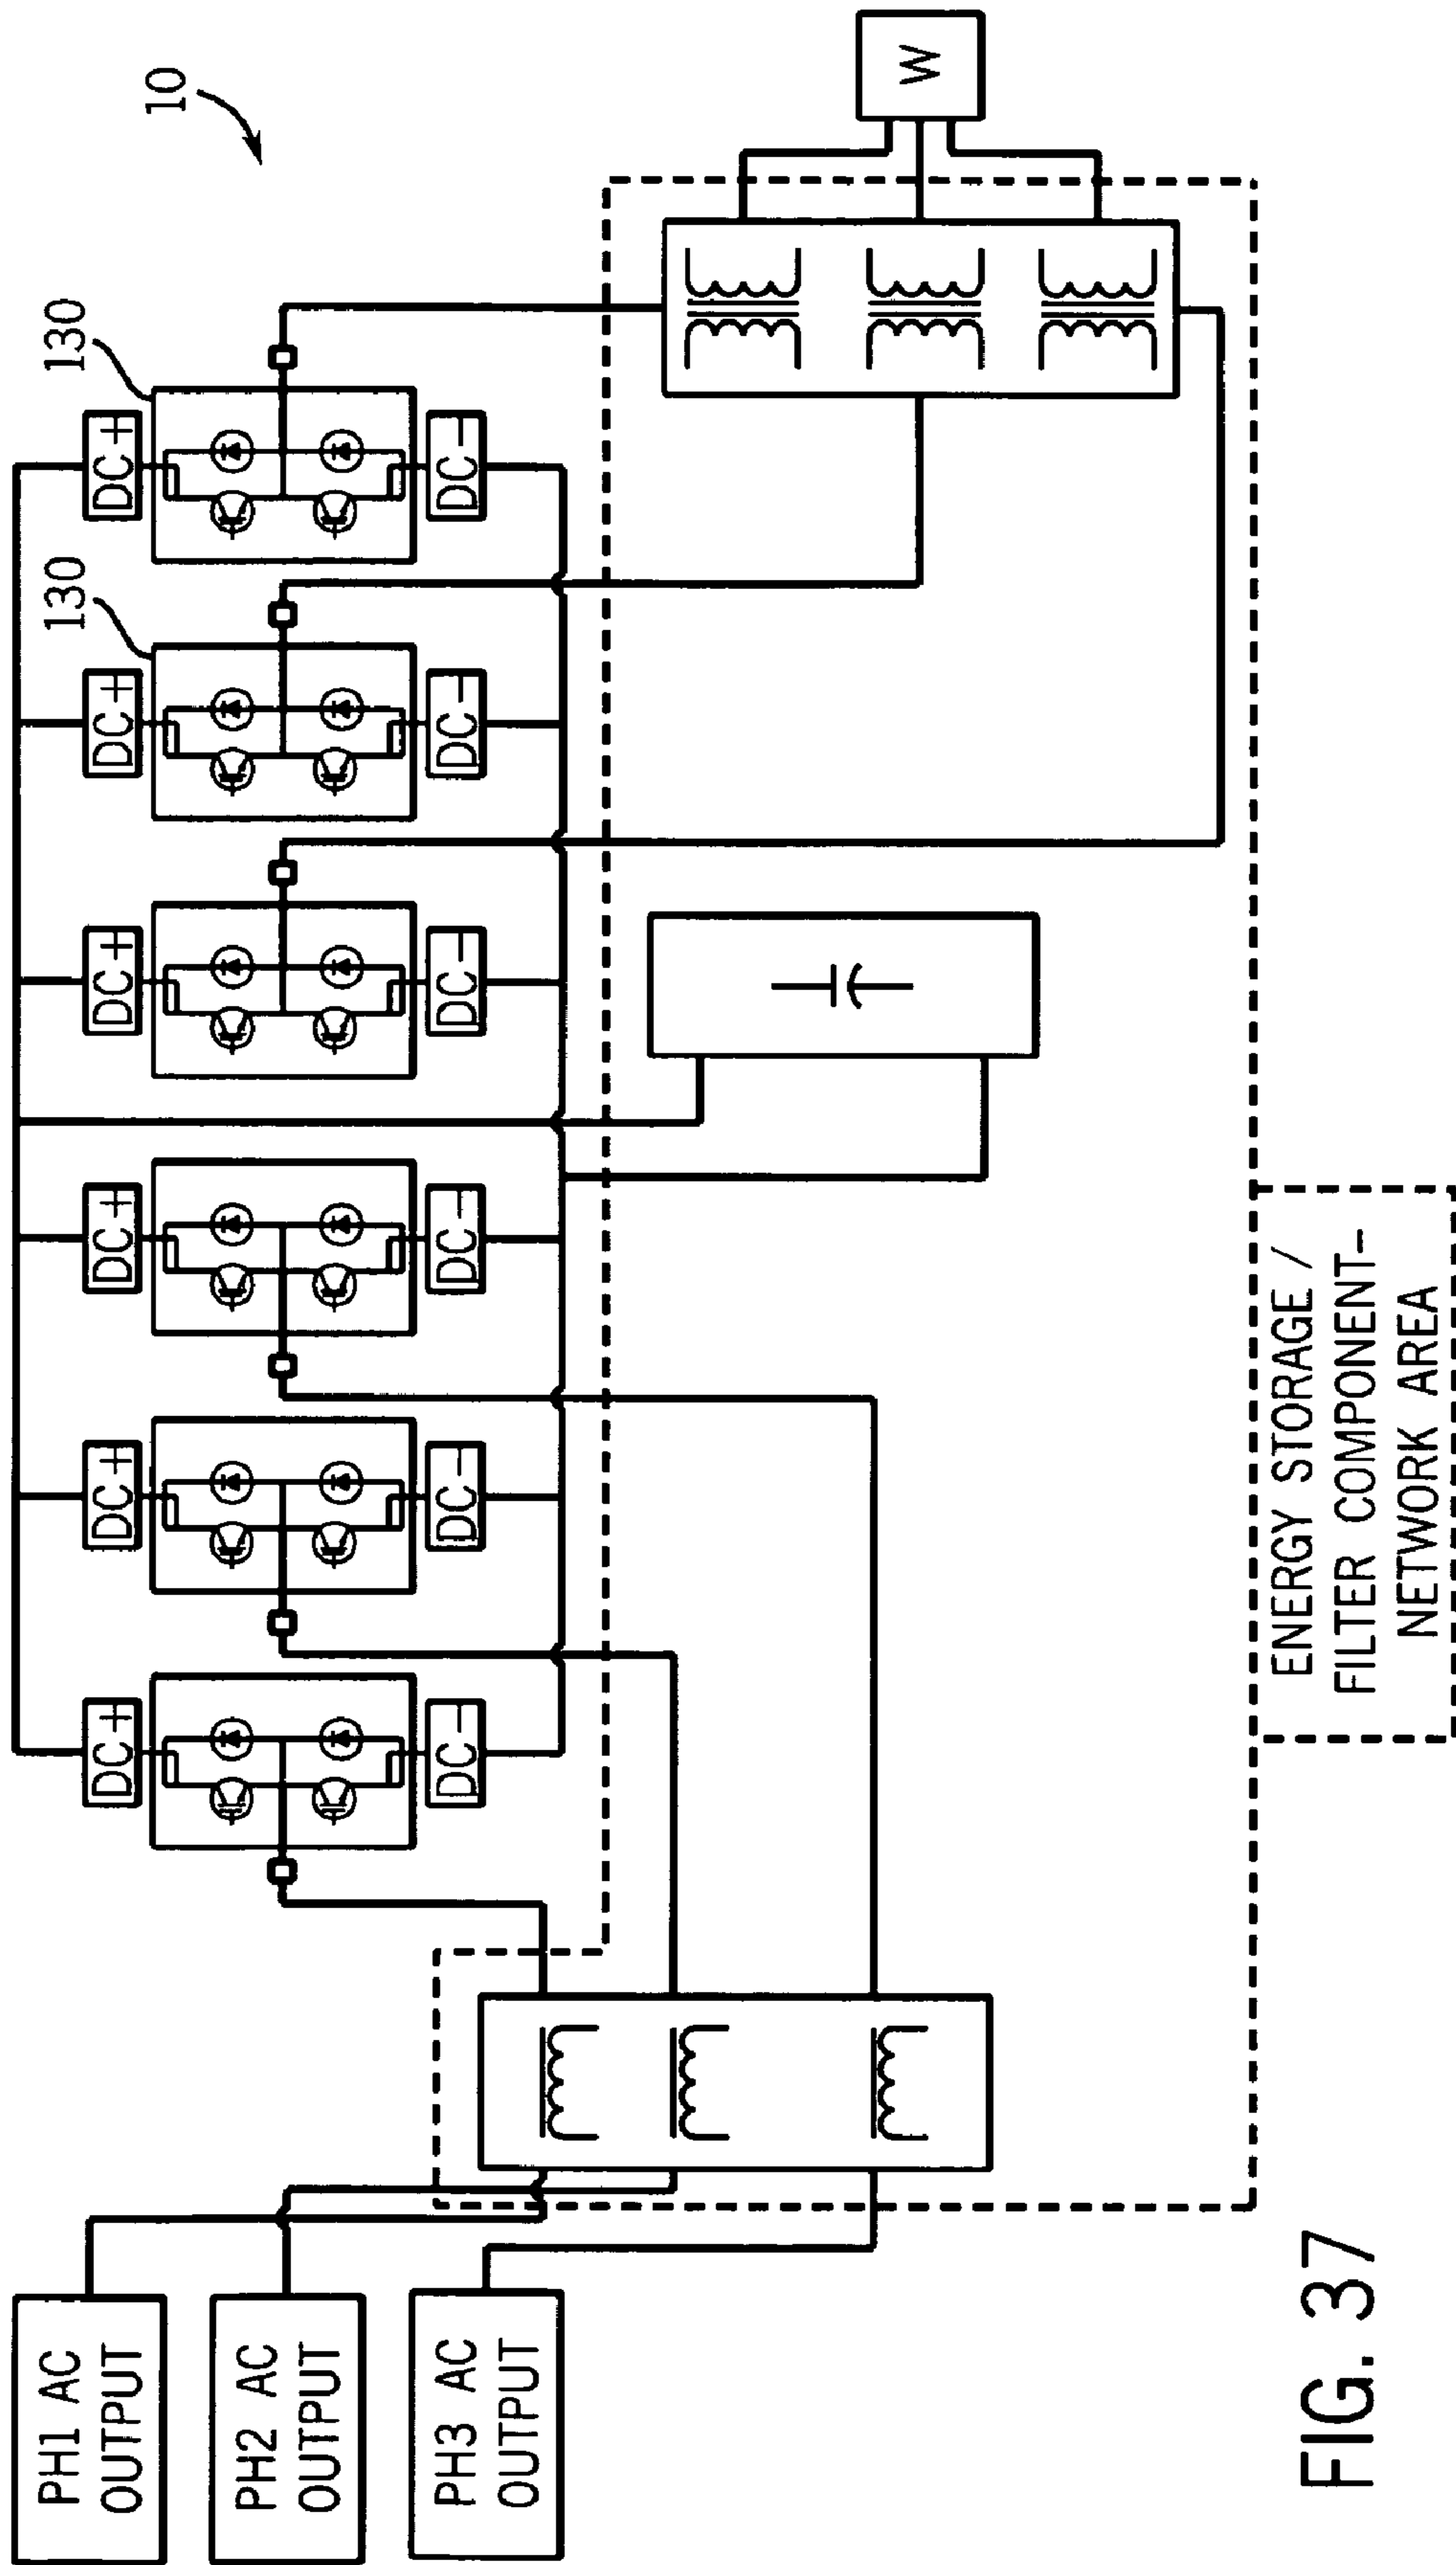 10
130
130
DC+
DC+
DC+
DC+
DC+
DC+
DC−
DC−
DC−
DC−
DC−
DC−
W
PH1 AC
OUTPUT
PH2 AC
OUTPUT
PH3 AC
OUTPUT
ENERGY STORAGE /
FILTER COMPONENT–
NETWORK AREA
FIG. 37